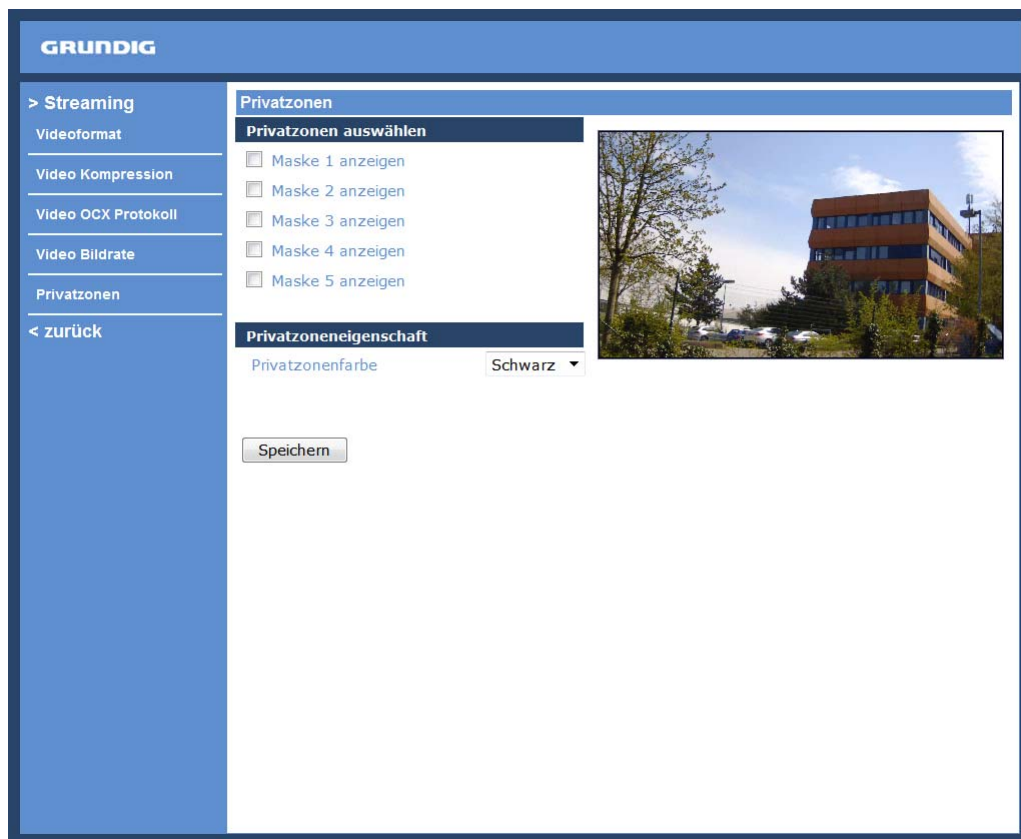 GRUNDIG
> Streaming
Videoformat
Video Kompression
Video OCX Protokoll
Video Bildrate
Privatzonen
< zurück
Privatzonen
Privatzonen auswählen
Maske 1 anzeigen
Maske 2 anzeigen
Maske 3 anzeigen
Maske 4 anzeigen
Maske 5 anzeigen
Privatzoneneigenschaft
Privatzonenfarbe Schwarz
Speichern